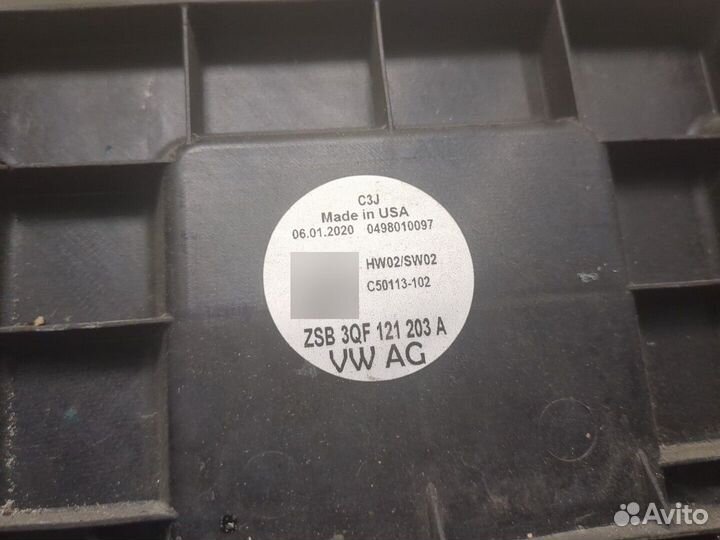 C3J
Made in USA
06.01.2020 0498010097
HW02/SW02
C50113-102
ZSB 3QF 121 203 A
VW AG
Avito